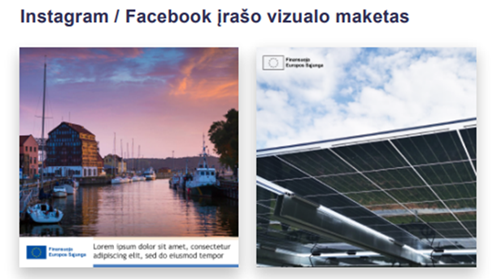 Instagram / Facebook įrašo vizualo maketas
Finansuoja
Europos Sąjunga
Finansuoja
Europos Sąjunga
Lorem ipsum dolor sit amet, consectetur
adipiscing elit, sed do eiusmod tempor